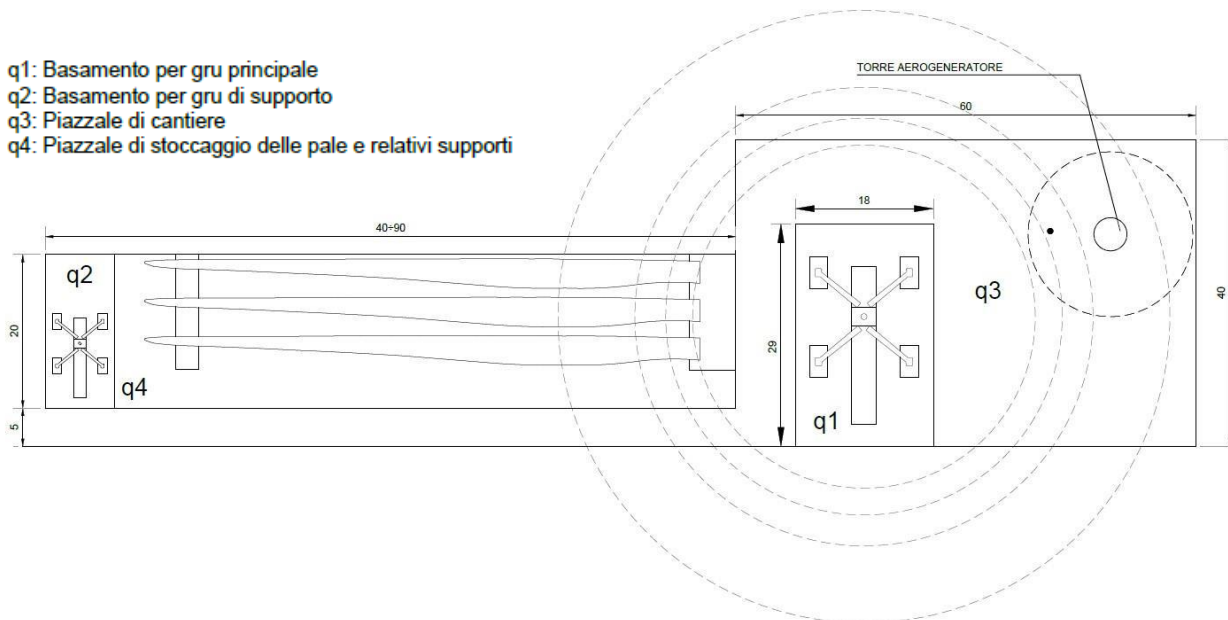 q1: Basamento per gru principale
q2: Basamento per gru di supporto
q3: Piazzale di cantiere
q4: Piazzale di stoccaggio delle pale e relativi supporti
TORRE AEROGENERATORE
60
18
40÷90
q2
q3
40
20
29
q4
q1
5